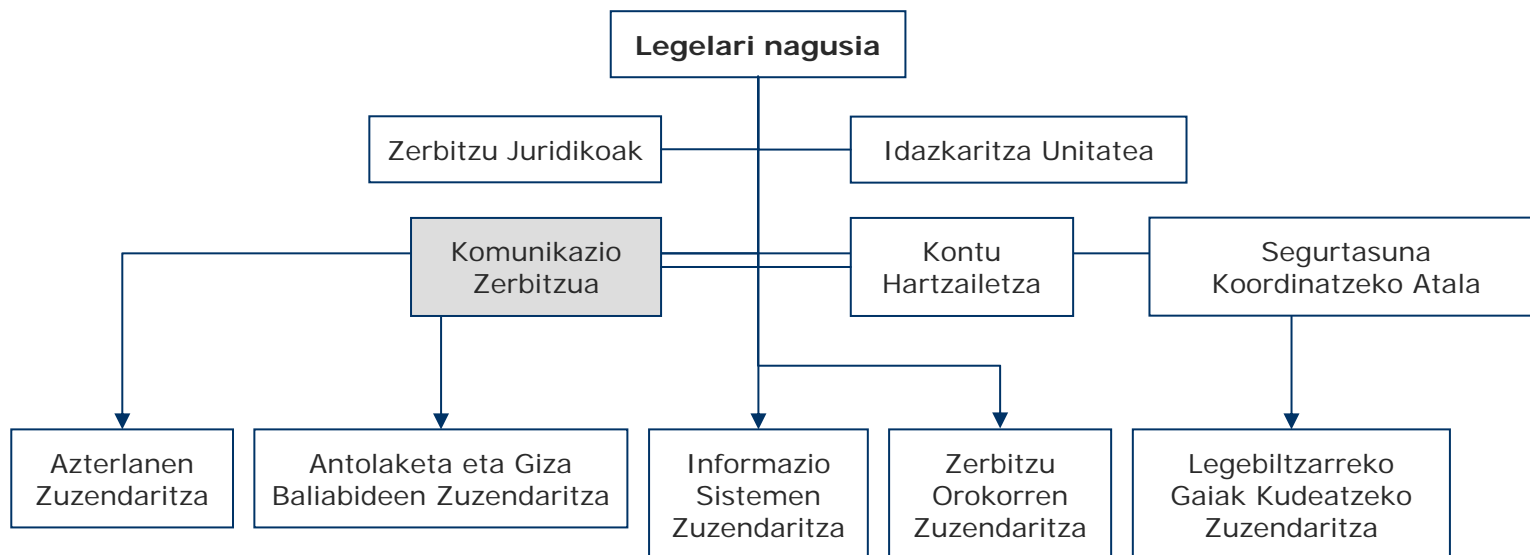 Legelari nagusia
Zerbitzu Juridikoak
Idazkaritza Unitatea
Komunikazio
Zerbitzua
Kontu
Hartzailetza
Segurtasuna
Koordinatzeko Atala
Azterlanen
Zuzendaritza
Antolaketa eta Giza
Baliabideen Zuzendaritza
Informazio
Sistemen
Zuzendaritza
Zerbitzu
Orokorren
Zuzendaritza
Legebiltzarreko
Gaiak Kudeatzeko
Zuzendaritza